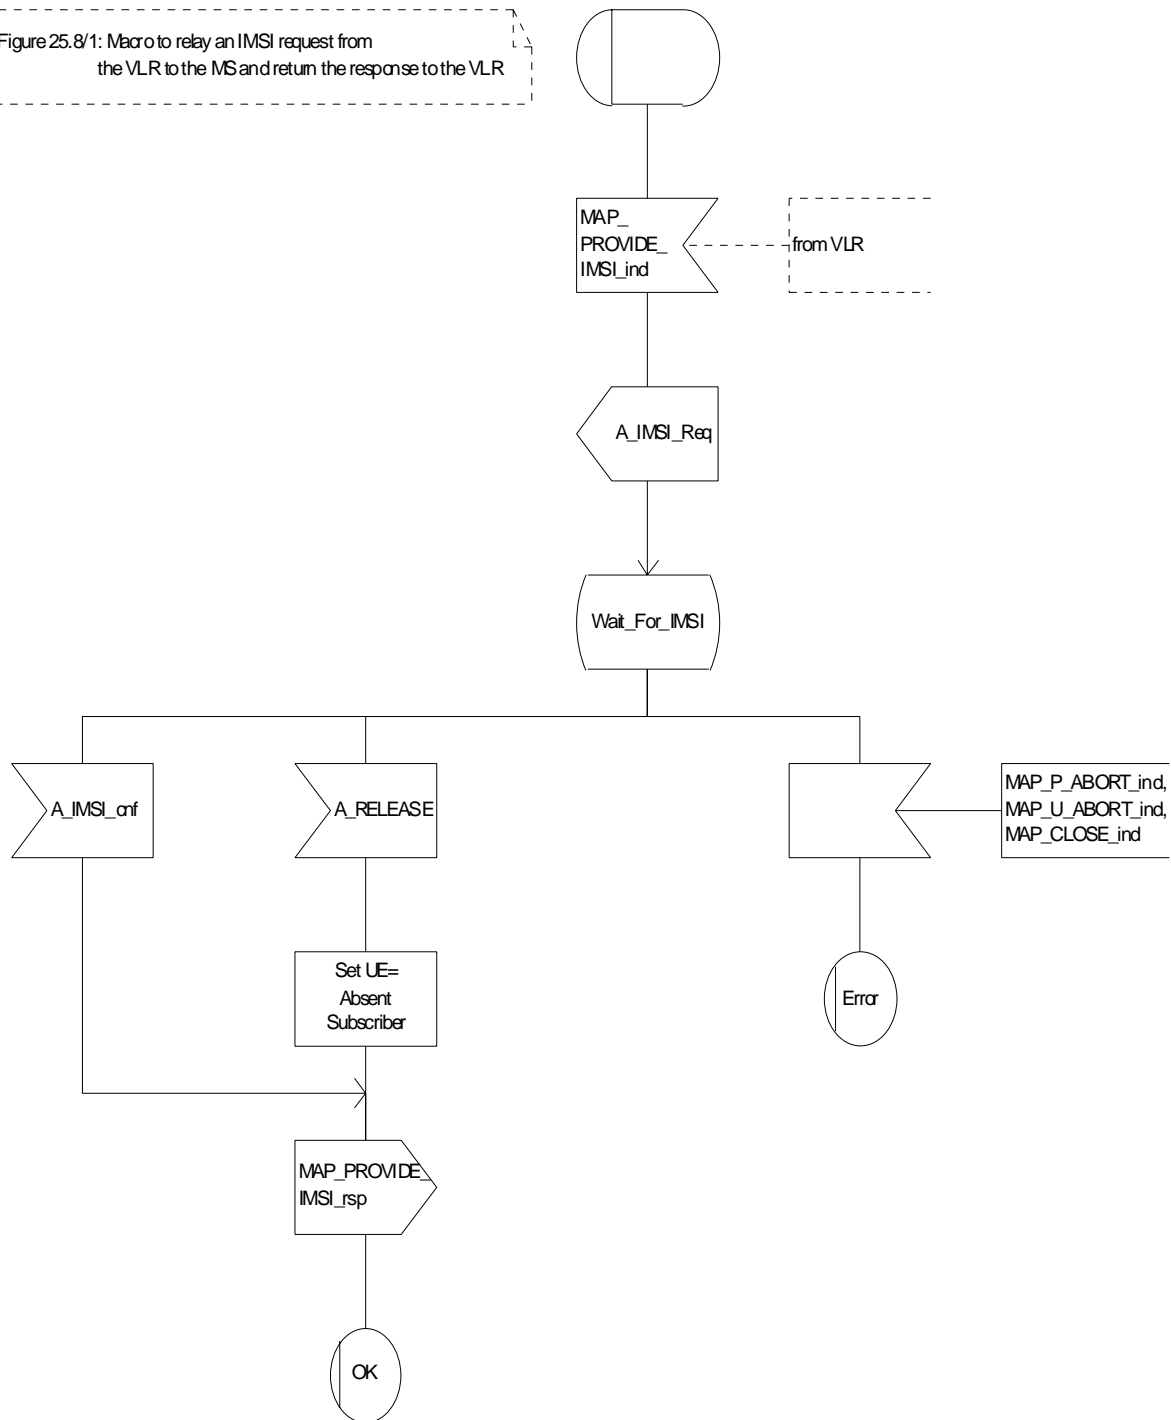 Figure 25.8/1: Macro to relay an IMSI request from
the VLR to the MS and return the response to the VLR
MAP_
PROVIDE_
IMSI_ind
from VLR
A_IMSI_Req
Wait_For_IMSI
A_IMSI_cnf
A_RELEASE
MAP_P_ABORT_ind,
MAP_U_ABORT_ind,
MAP_CLOSE_ind
Set UE=
Absent
Subscriber
Error
MAP_PROVIDE_
IMSI_rsp
OK